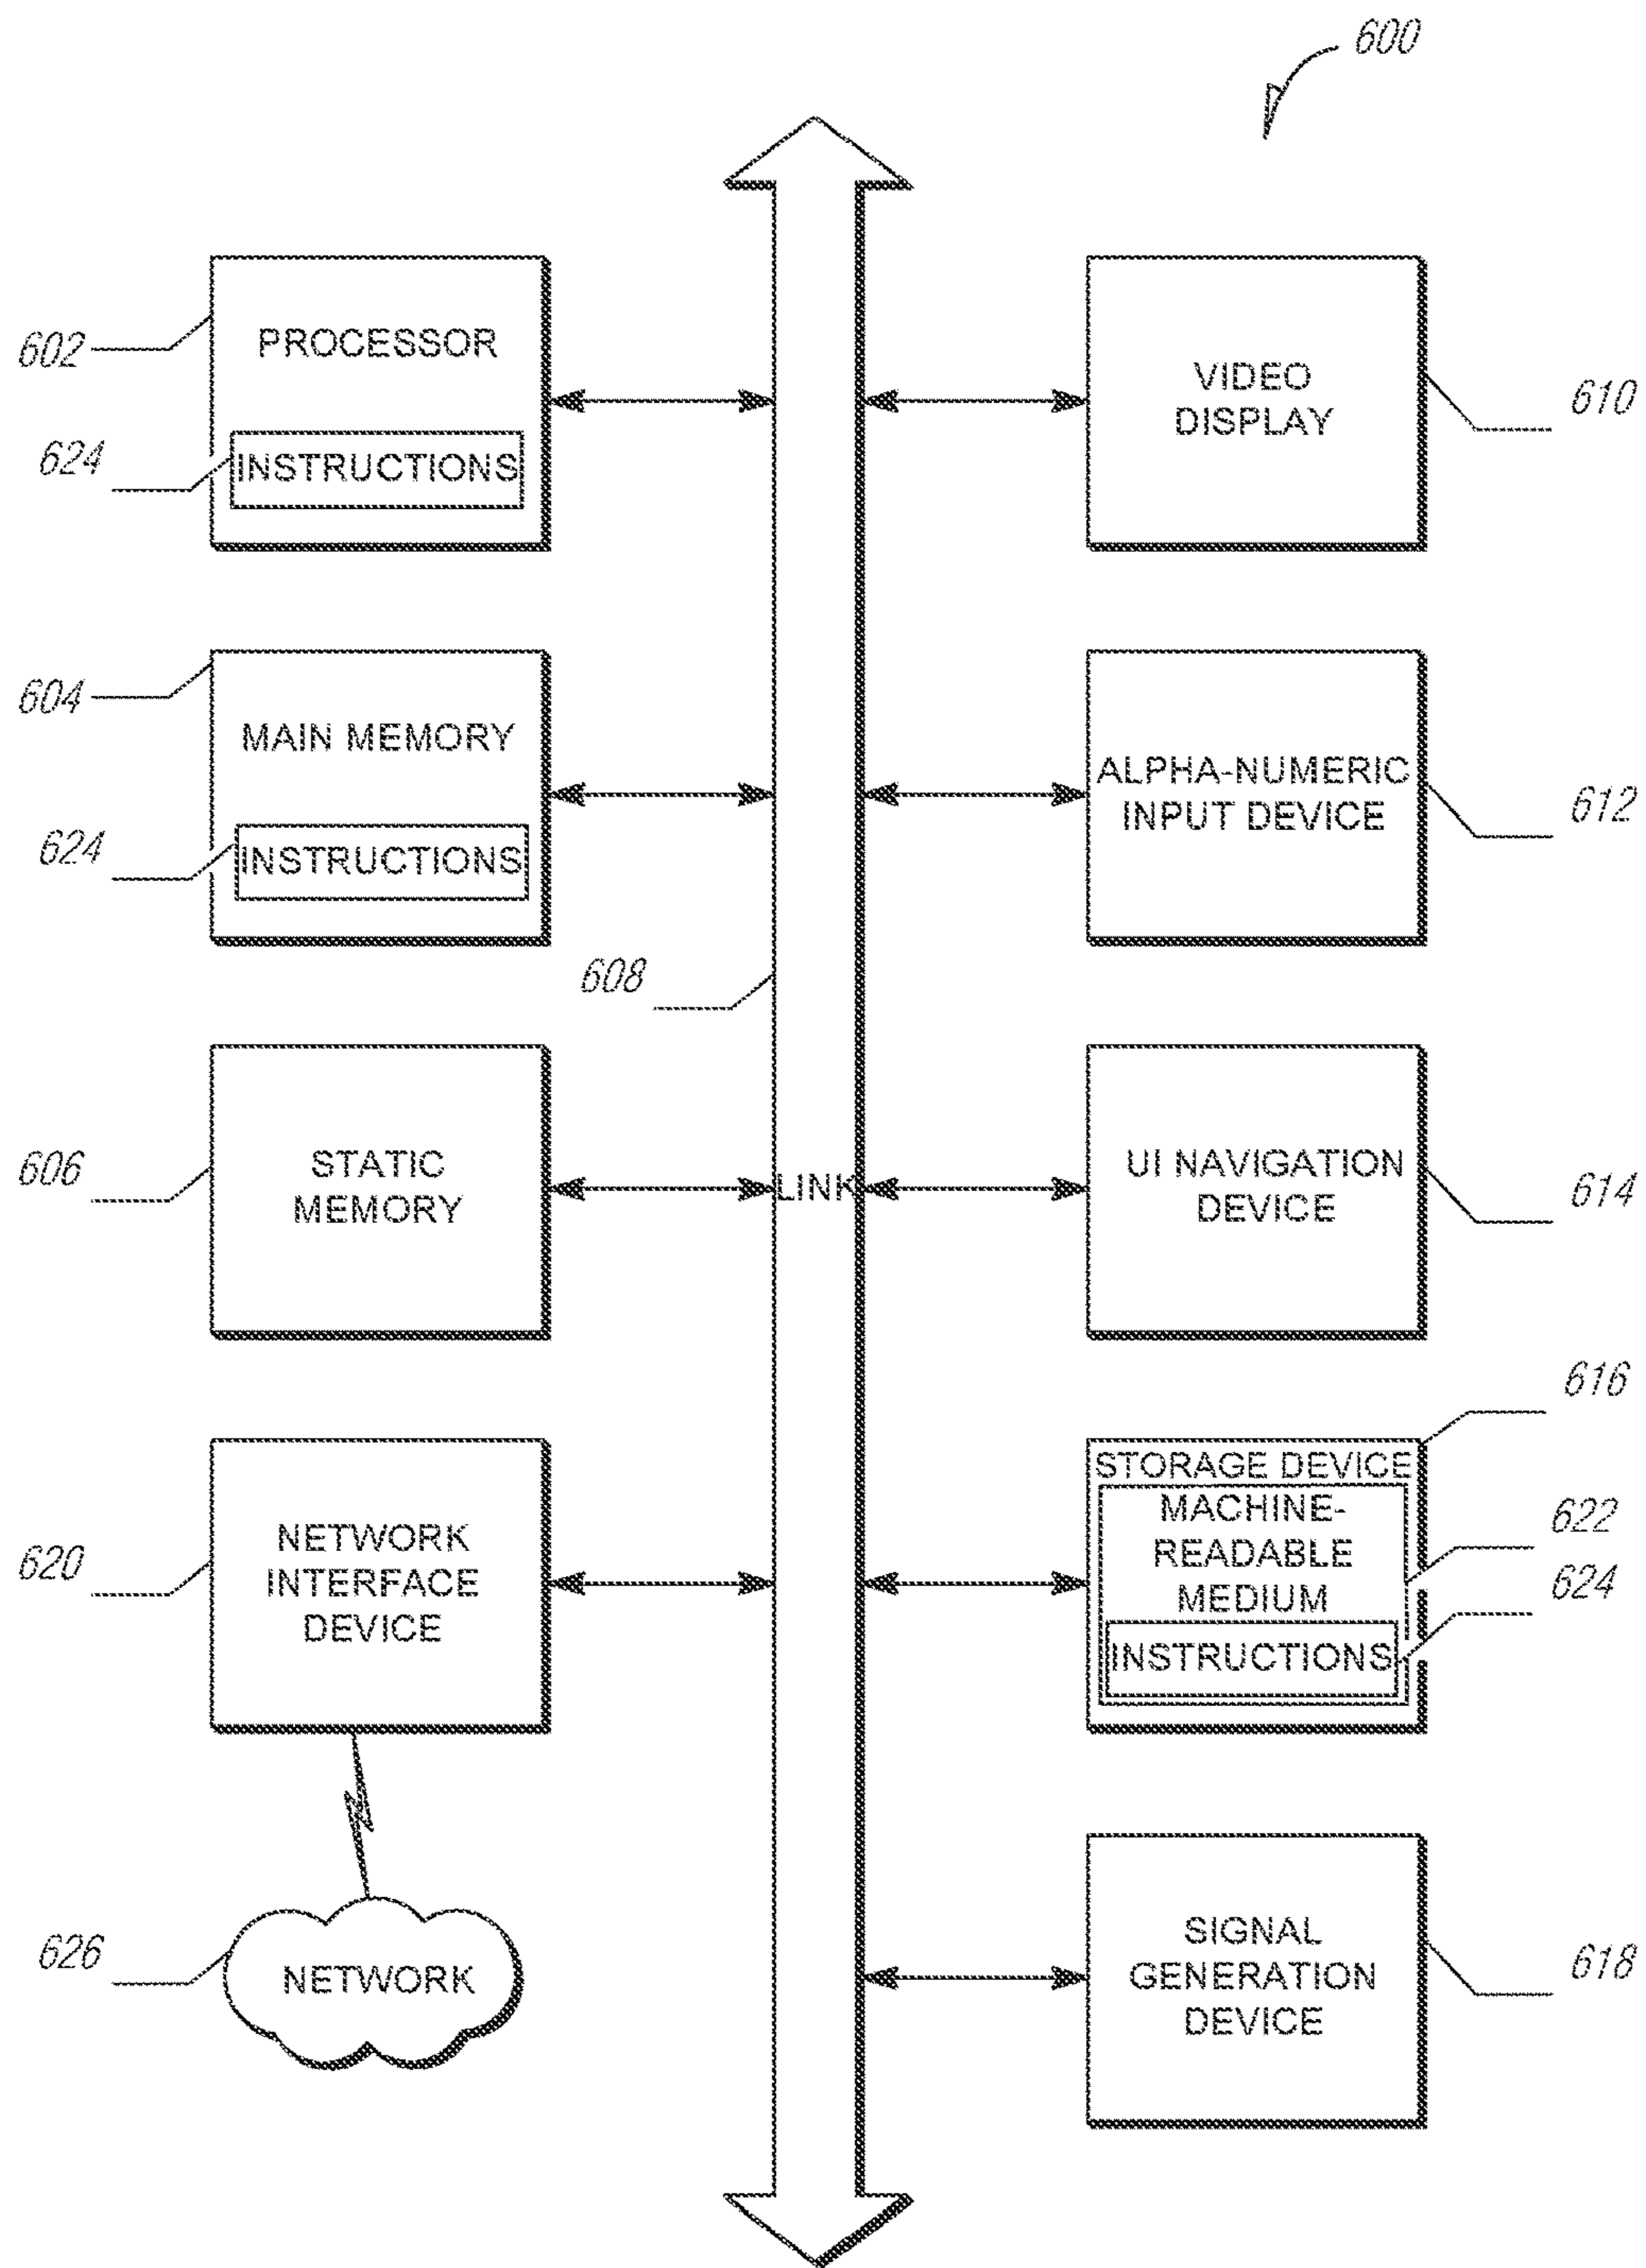 600
602
PROCESSOR
624
INSTRUCTIONS
604
MAIN MEMORY
624
INSTRUCTIONS
608
606
STATIC
MEMORY
620
NETWORK
INTERFACE
DEVICE
626
NETWORK
LINK
VIDEO
DISPLAY
610
ALPHA-NUMERIC
INPUT DEVICE
612
UI NAVIGATION
DEVICE
614
616
STORAGE DEVICE
MACHINE-
READABLE
MEDIUM
622
624
INSTRUCTIONS
SIGNAL
GENERATION
DEVICE
618